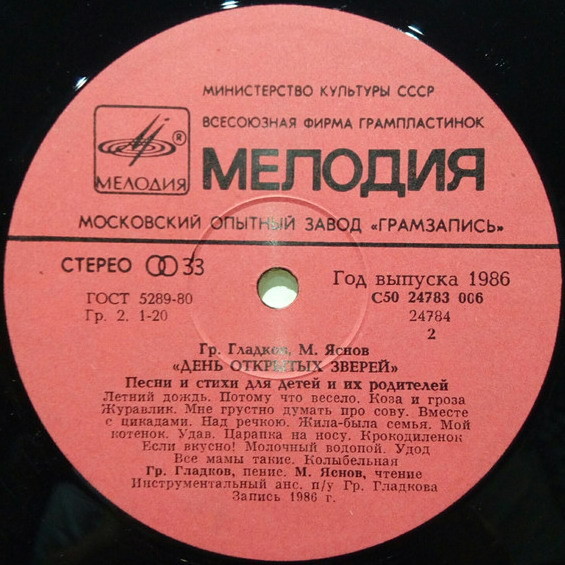 МИНИСТЕРСТВО КУЛЬТУРЫ СССР
ВСЕСОЮЗНАЯ ФИРМА ГРАМПЛАСТИНОК
® МЕЛОДИЯ
МЕЛОДИЯ
МОСКОВСКИЙ ОПЫТНЫЙ ЗАВОД «ГРАМЗАПИСЬ»
СТЕРЕО 33
Год выпуска 1986
ГОСТ 5289-80
С50 24783 006
Гр. 2. 1-20
24784
2
Гр. Гладков, М. Яснов
«ДЕНЬ ОТКРЫТЫХ ЗВЕРЕЙ»
Песни и стихи для детей и их родителей
Летний дождь. Потому что весело. Коза и гроза
Журавлик. Мне грустно думать про сову. Вместе
с цикадами. Над речкою. Жила-была семья. Мой
котенок. Удав. Царапка на носу. Крокодиленок
Если вкусно! Молочный водопой. Удод
Все мамы такие. Колыбельная
Гр. Гладков, пение. М. Яснов, чтение
Инструментальный анс. п/у Гр. Гладкова
Запись 1986 г.